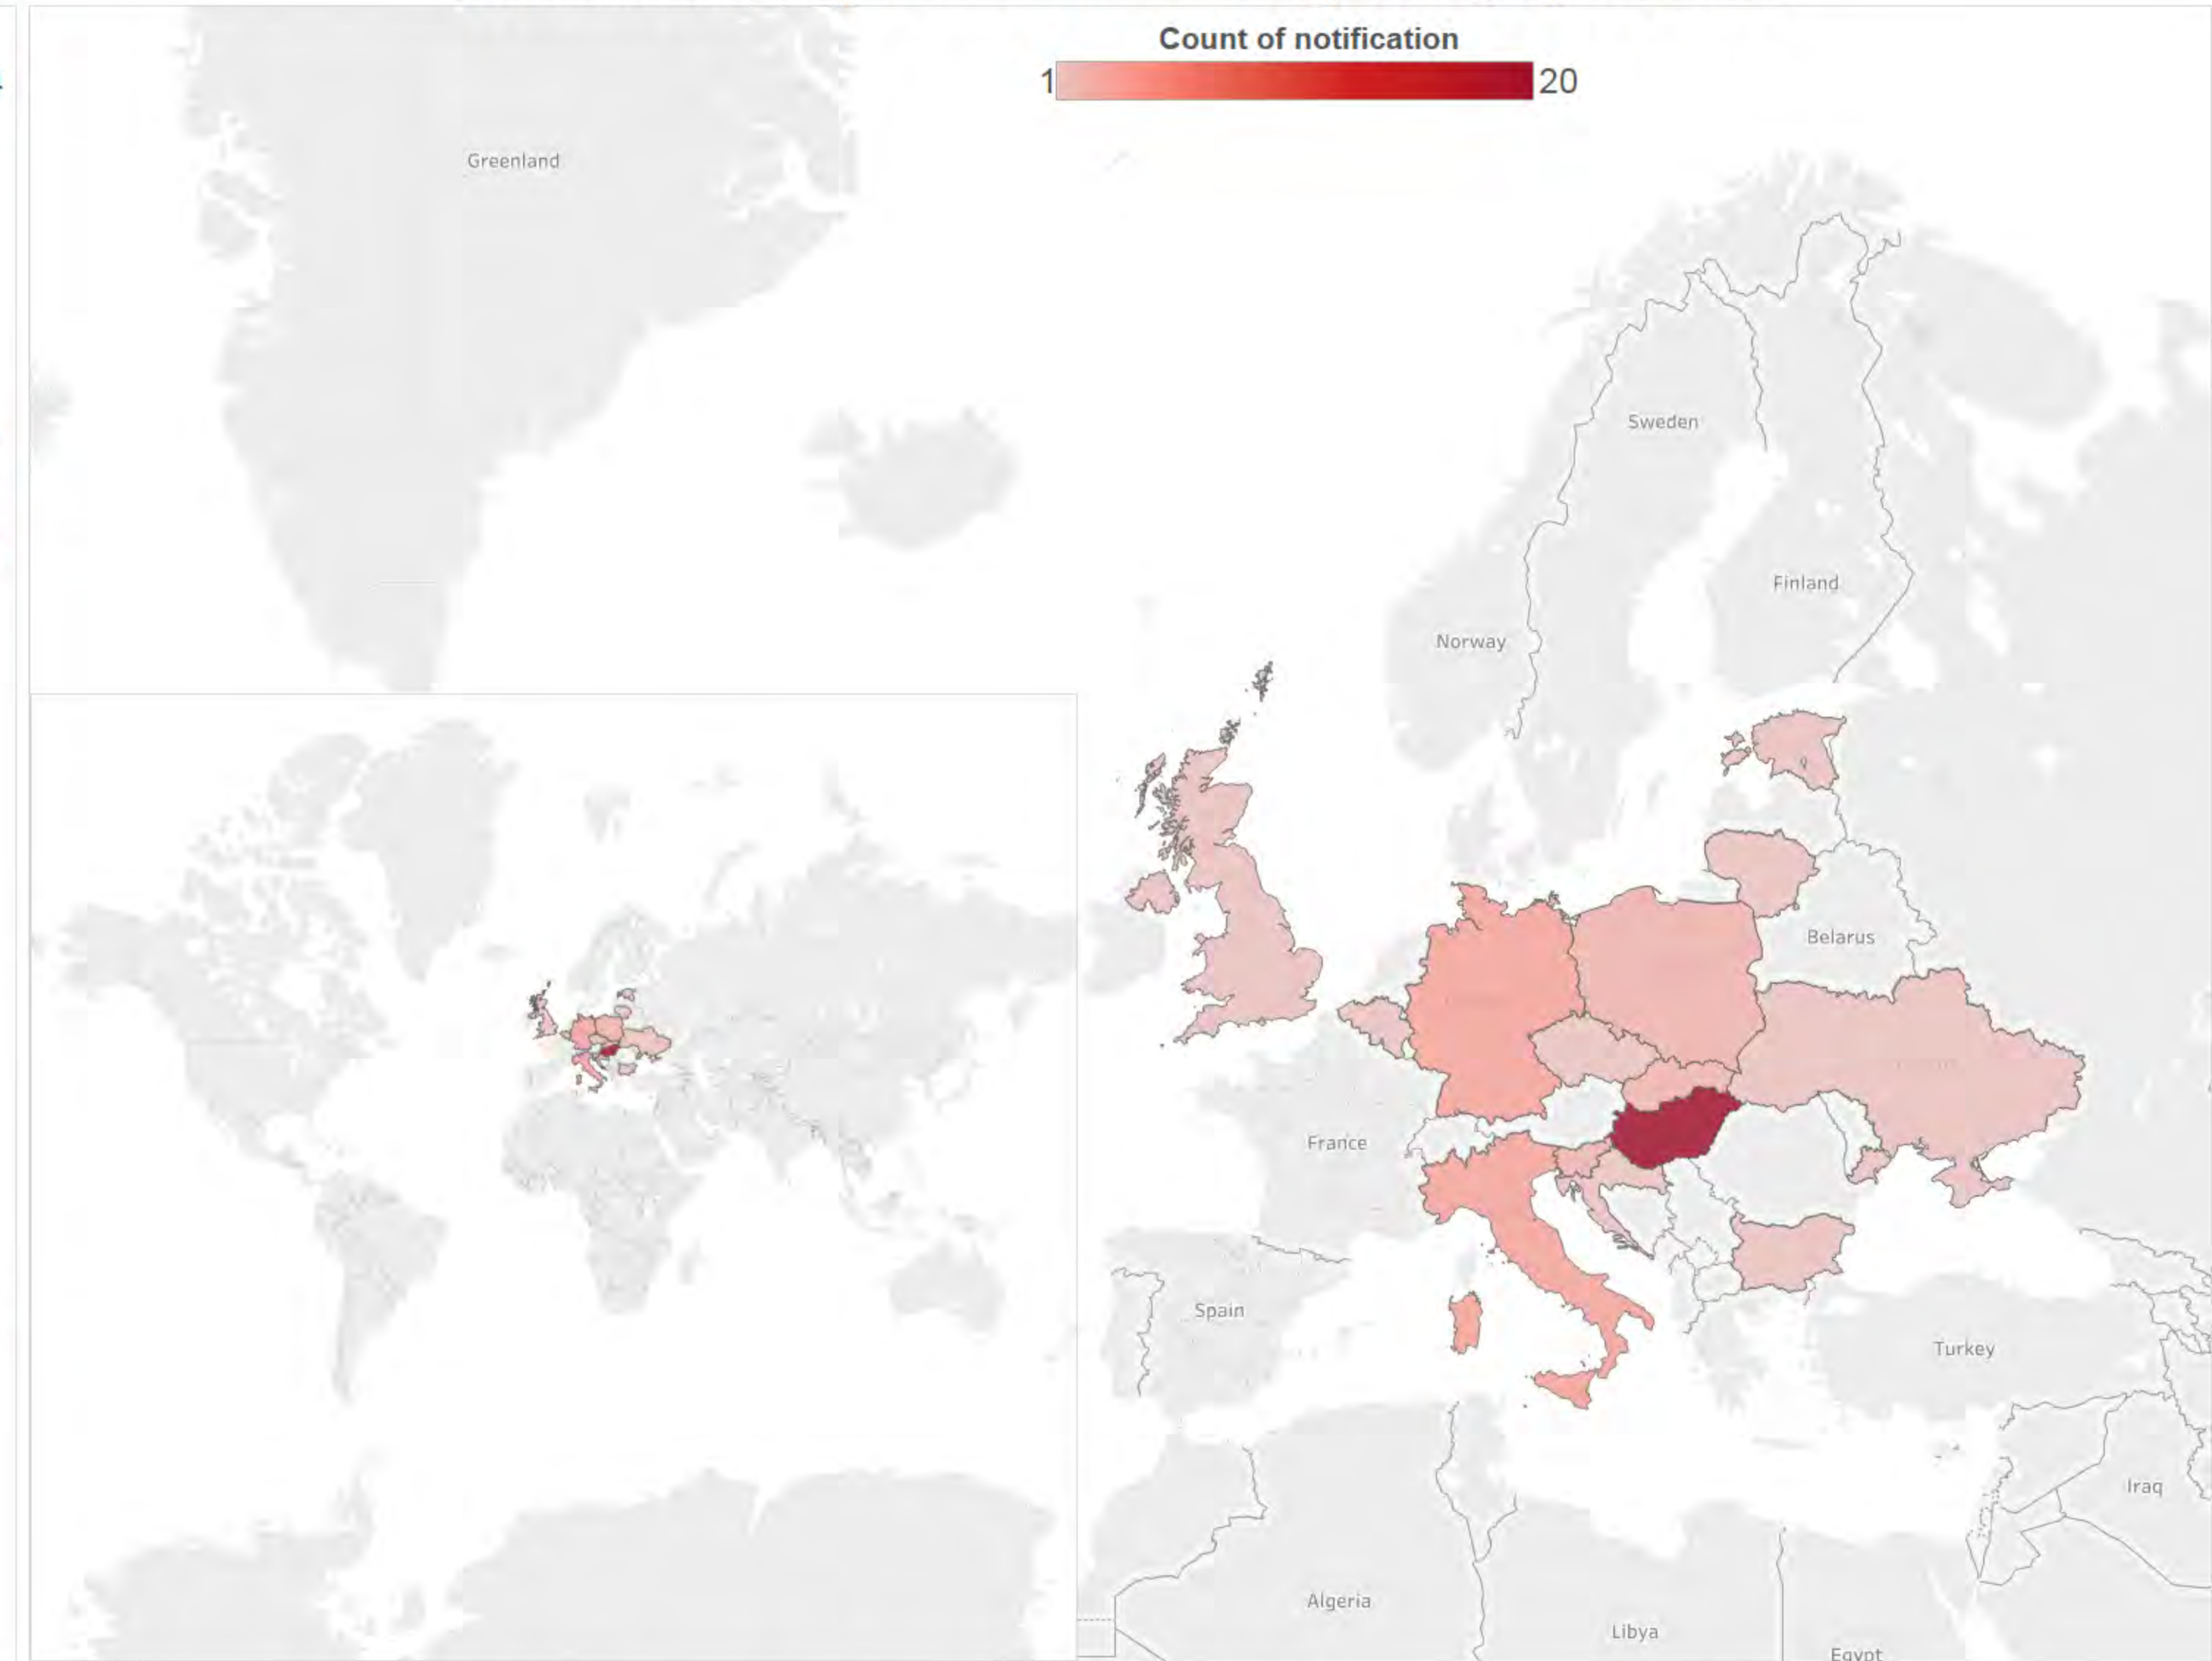 Count of notification
1 20
Greenland
Sweden
Finland
Norway
Belarus
France
Spain
Turkey
Iraq
Algeria
Libya
Egypt